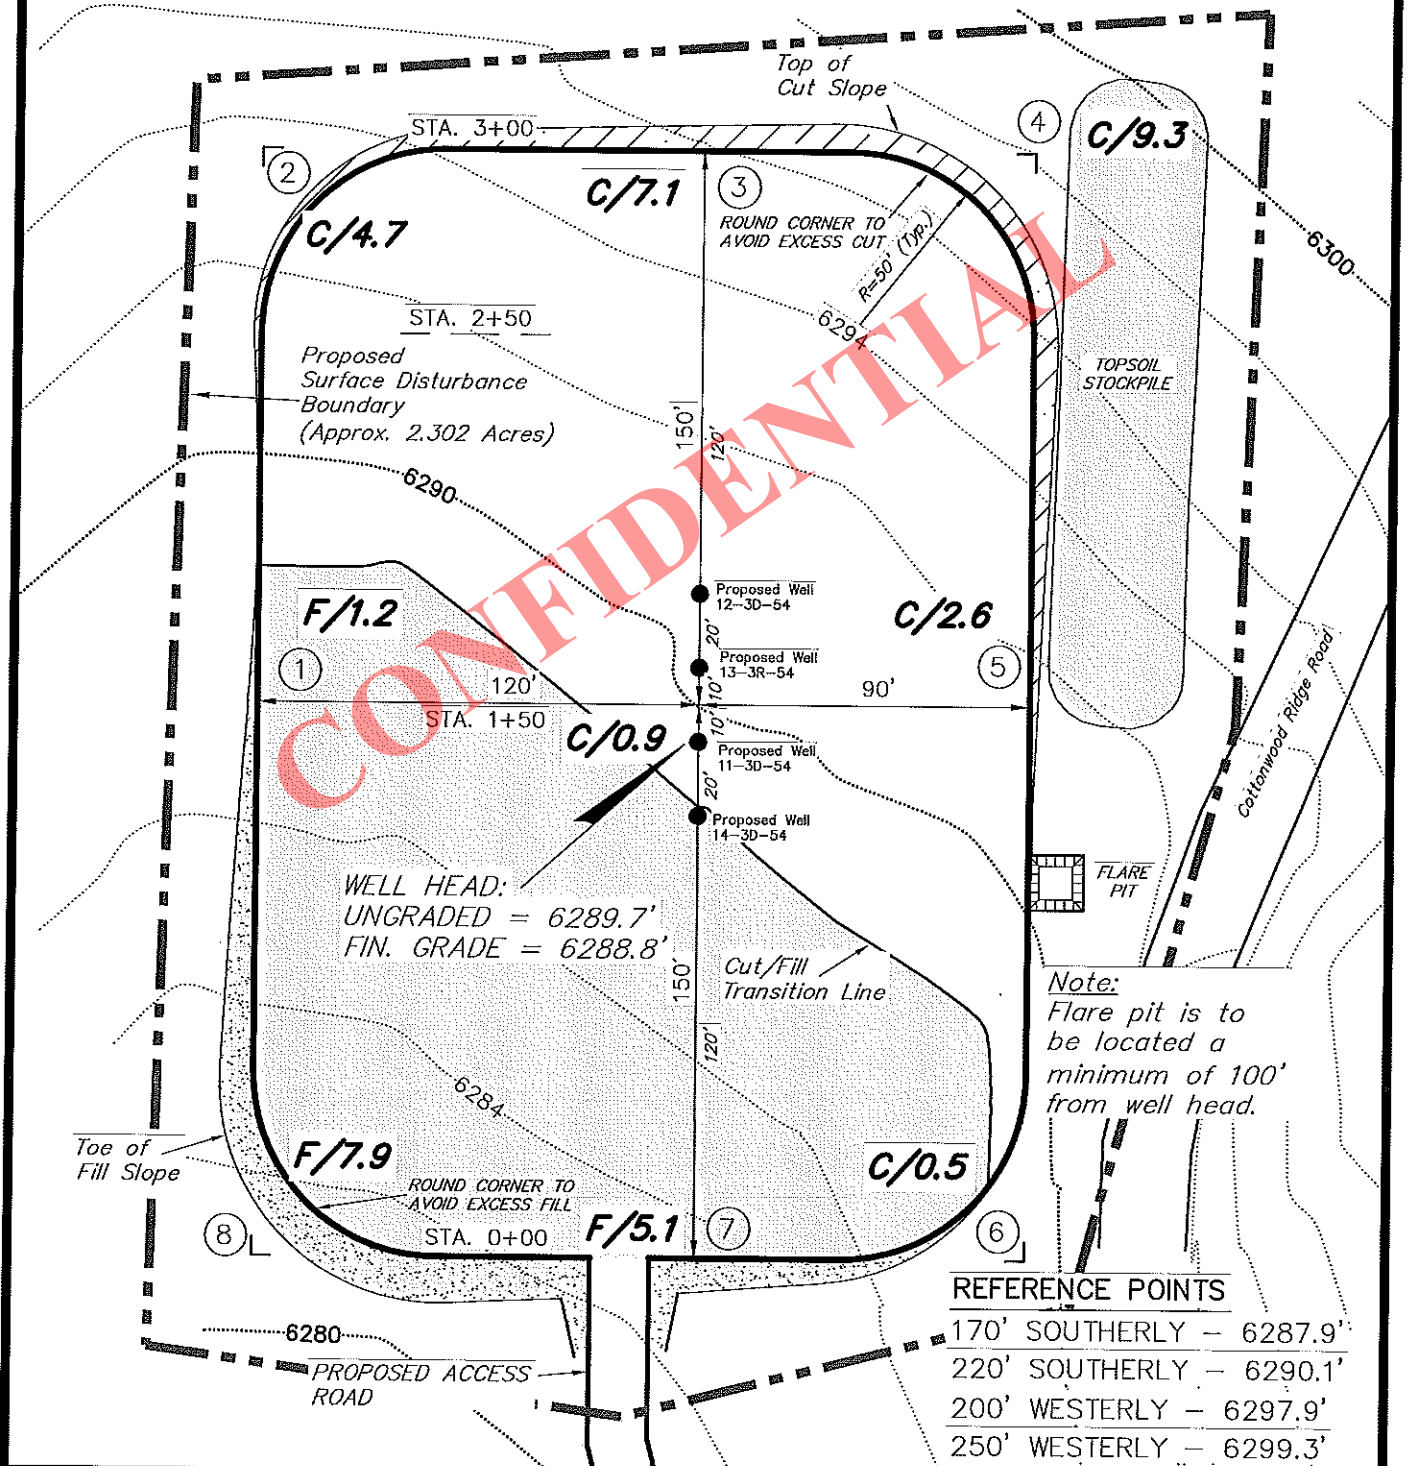 Top of
Cut Slope
STA. 3+00
2
3
4
C/9.3
C/7.1
C/4.7
ROUND CORNER TO
AVOID EXCESS CUT
R=50' (Typ.)
6300
6294
STA. 2+50
Proposed
Surface Disturbance
Boundary
(Approx. 2.302 Acres)
TOPSOIL
STOCKPILE
150'
120'
6290
CONFIDENTIAL
Proposed Well
12-3D-54
F/1.2
C/2.6
20'
Proposed Well
13-3R-54
1
5
120'
10'
90'
STA. 1+50
C/0.9
10'
Proposed Well
11-3D-54
20'
Proposed Well
14-3D-54
Cottonwood Ridge Road
WELL HEAD:
UNGRADED = 6289.7'
FIN. GRADE = 6288.8'
FLARE
PIT
Cut/Fill
Transition Line
150'
120'
Note:
Flare pit is to
be located a
minimum of 100'
from well head.
6284
Toe of
Fill Slope
F/7.9
C/0.5
ROUND CORNER TO
AVOID EXCESS FILL
STA. 0+00
F/5.1
7
8
6
6280
PROPOSED ACCESS
ROAD
REFERENCE POINTS
170' SOUTHERLY - 6287.9'
220' SOUTHERLY - 6290.1'
200' WESTERLY - 6297.9'
250' WESTERLY - 6299.3'